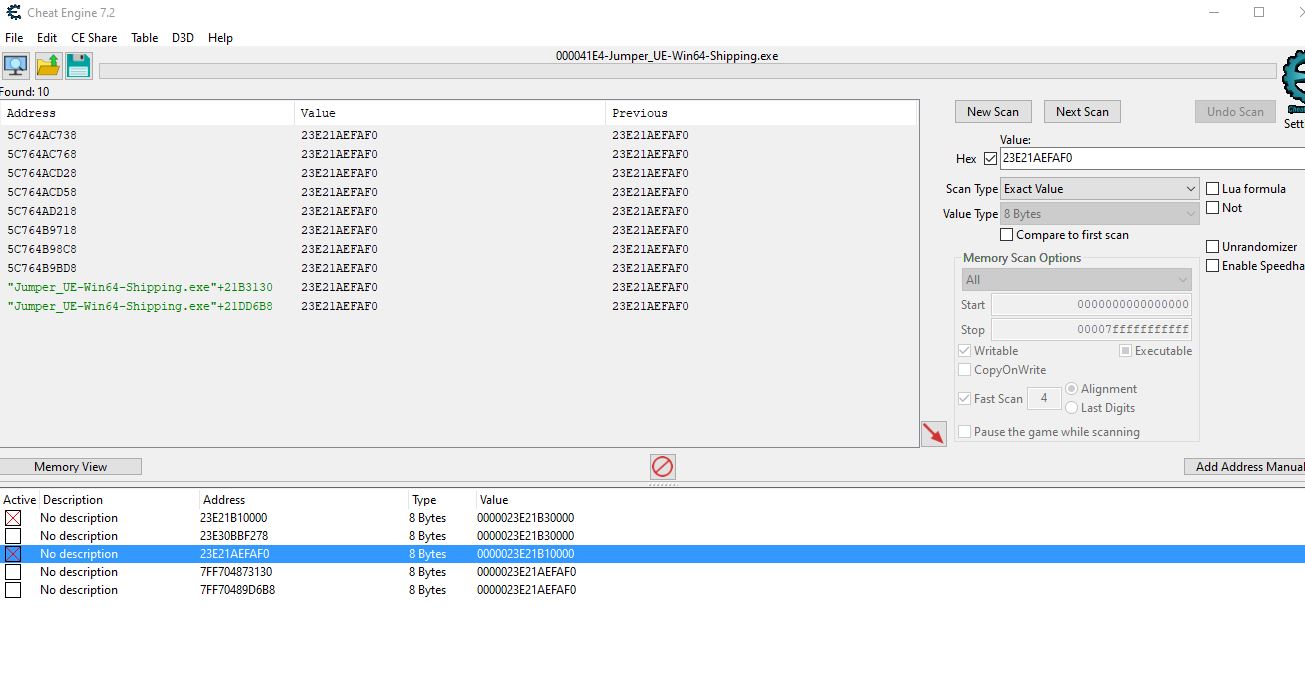 Cheat Engine 7.2
File Edit CE Share Table D3D Help
000041E4-Jumper_UE-Win64-Shipping.exe
Found: 10
Address Value Previous
5C764AC738 23E21AEFAF0 23E21AEFAF0
5C764AC768 23E21AEFAF0 23E21AEFAF0
5C764ACD28 23E21AEFAF0 23E21AEFAF0
5C764ACD58 23E21AEFAF0 23E21AEFAF0
5C764AD218 23E21AEFAF0 23E21AEFAF0
5C764B9718 23E21AEFAF0 23E21AEFAF0
5C764B98C8 23E21AEFAF0 23E21AEFAF0
5C764B9BD8 23E21AEFAF0 23E21AEFAF0
"Jumper_UE-Win64-Shipping.exe"+21B3130 23E21AEFAF0 23E21AEFAF0
"Jumper_UE-Win64-Shipping.exe"+21DD6B8 23E21AEFAF0 23E21AEFAF0
New Scan Next Scan Undo Scan
Sett
Value:
Hex 23E21AEFAF0
Scan Type Exact Value Lua formula
Value Type 8 Bytes Not
Compare to first scan
Memory Scan Options Unrandomizer
All Enable Speedha
Start 0000000000000000
Stop 00007fffffffffff
Writable Executable
CopyOnWrite
Fast Scan 4 Alignment
Last Digits
Pause the game while scanning
Memory View Add Address Manual
Active Description Address Type Value
No description 23E21B10000 8 Bytes 0000023E21B30000
No description 23E30BBF278 8 Bytes 0000023E21B30000
No description 23E21AEFAF0 8 Bytes 0000023E21B10000
No description 7FF704873130 8 Bytes 0000023E21AEFAF0
No description 7FF70489D6B8 8 Bytes 0000023E21AEFAF0